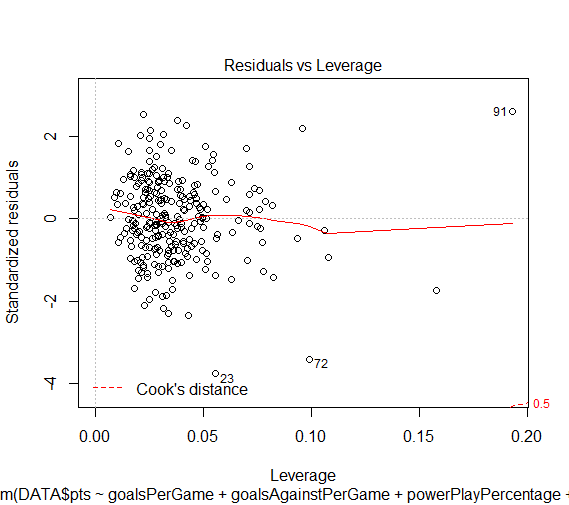 Residuals vs Leverage
91
2
0
-2
-4
Standardized residuals
23
72
Cook's distance
0.5
0.00
0.05
0.10
0.15
0.20
Leverage
m(DATA$pts ~ goalsPerGame + goalsAgainstPerGame + powerPlayPercentage +